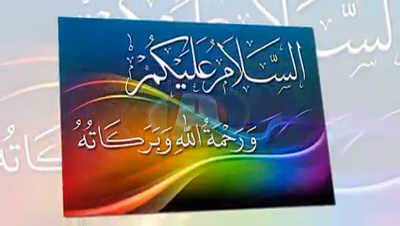 السَّلَامُ عَلَيْكُمْ
وَرَحْمَةُ اللهِ وَبَرَكَاتُهُ